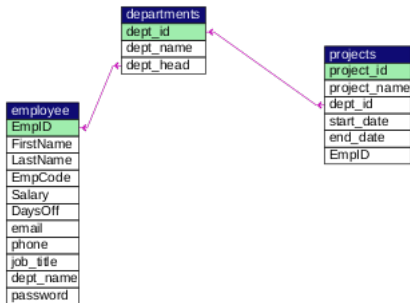 departments
dept_id
dept_name
dept_head
projects
project_id
project_name
dept_id
start_date
end_date
EmpID
employee
EmpID
FirstName
LastName
EmpCode
Salary
DaysOff
email
phone
job_title
dept_name
password